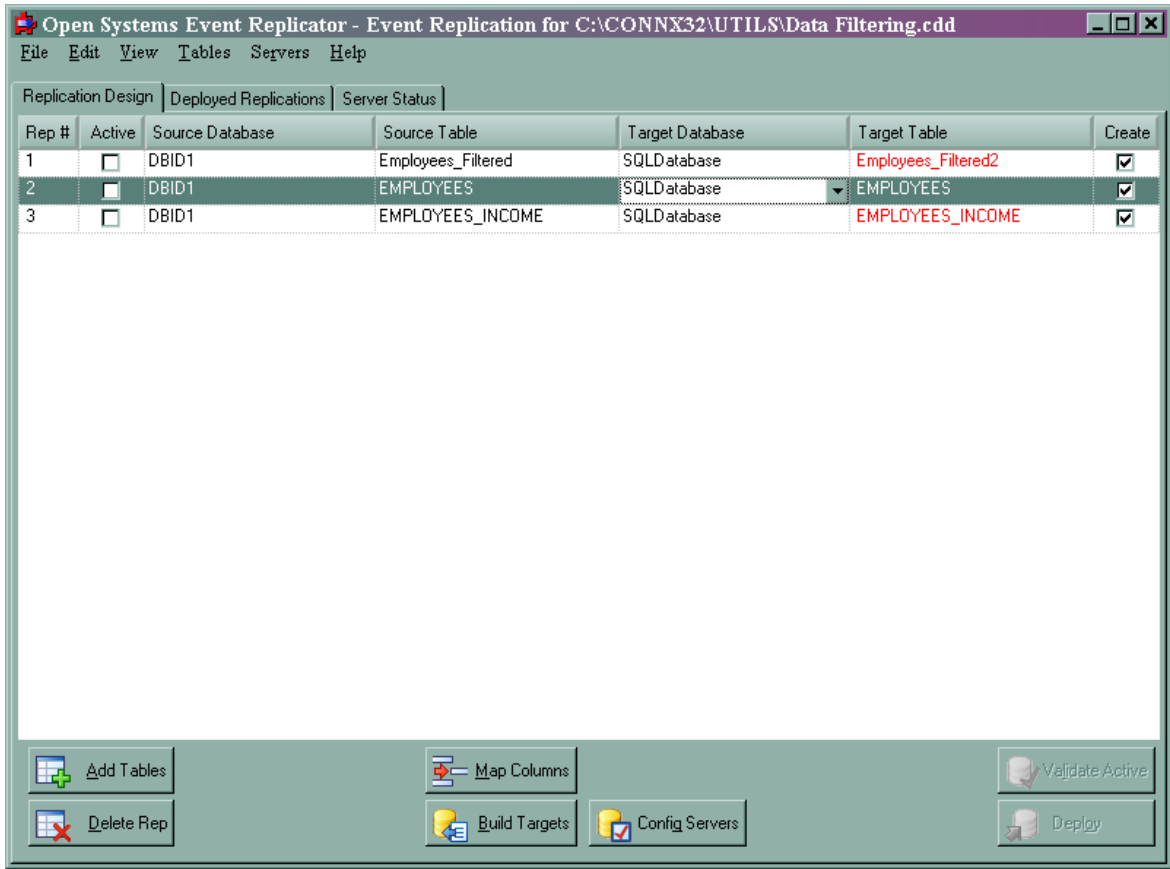 Open Systems Event Replicator - Event Replication for C:\CONNX32\UTILS\Data Filtering.cdd
File Edit View Tables Servers Help
Replication Design Deployed Replications Server Status
Rep # Active Source Database Source Table Target Database Target Table Create
1 DBID1 Employees_Filtered SQLDatabase Employees_Filtered2
2 DBID1 EMPLOYEES SQLDatabase EMPLOYEES
3 DBID1 EMPLOYEES_INCOME SQLDatabase EMPLOYEES_INCOME
Add Tables Map Columns Validate Active
Delete Rep Build Targets Config Servers Deploy